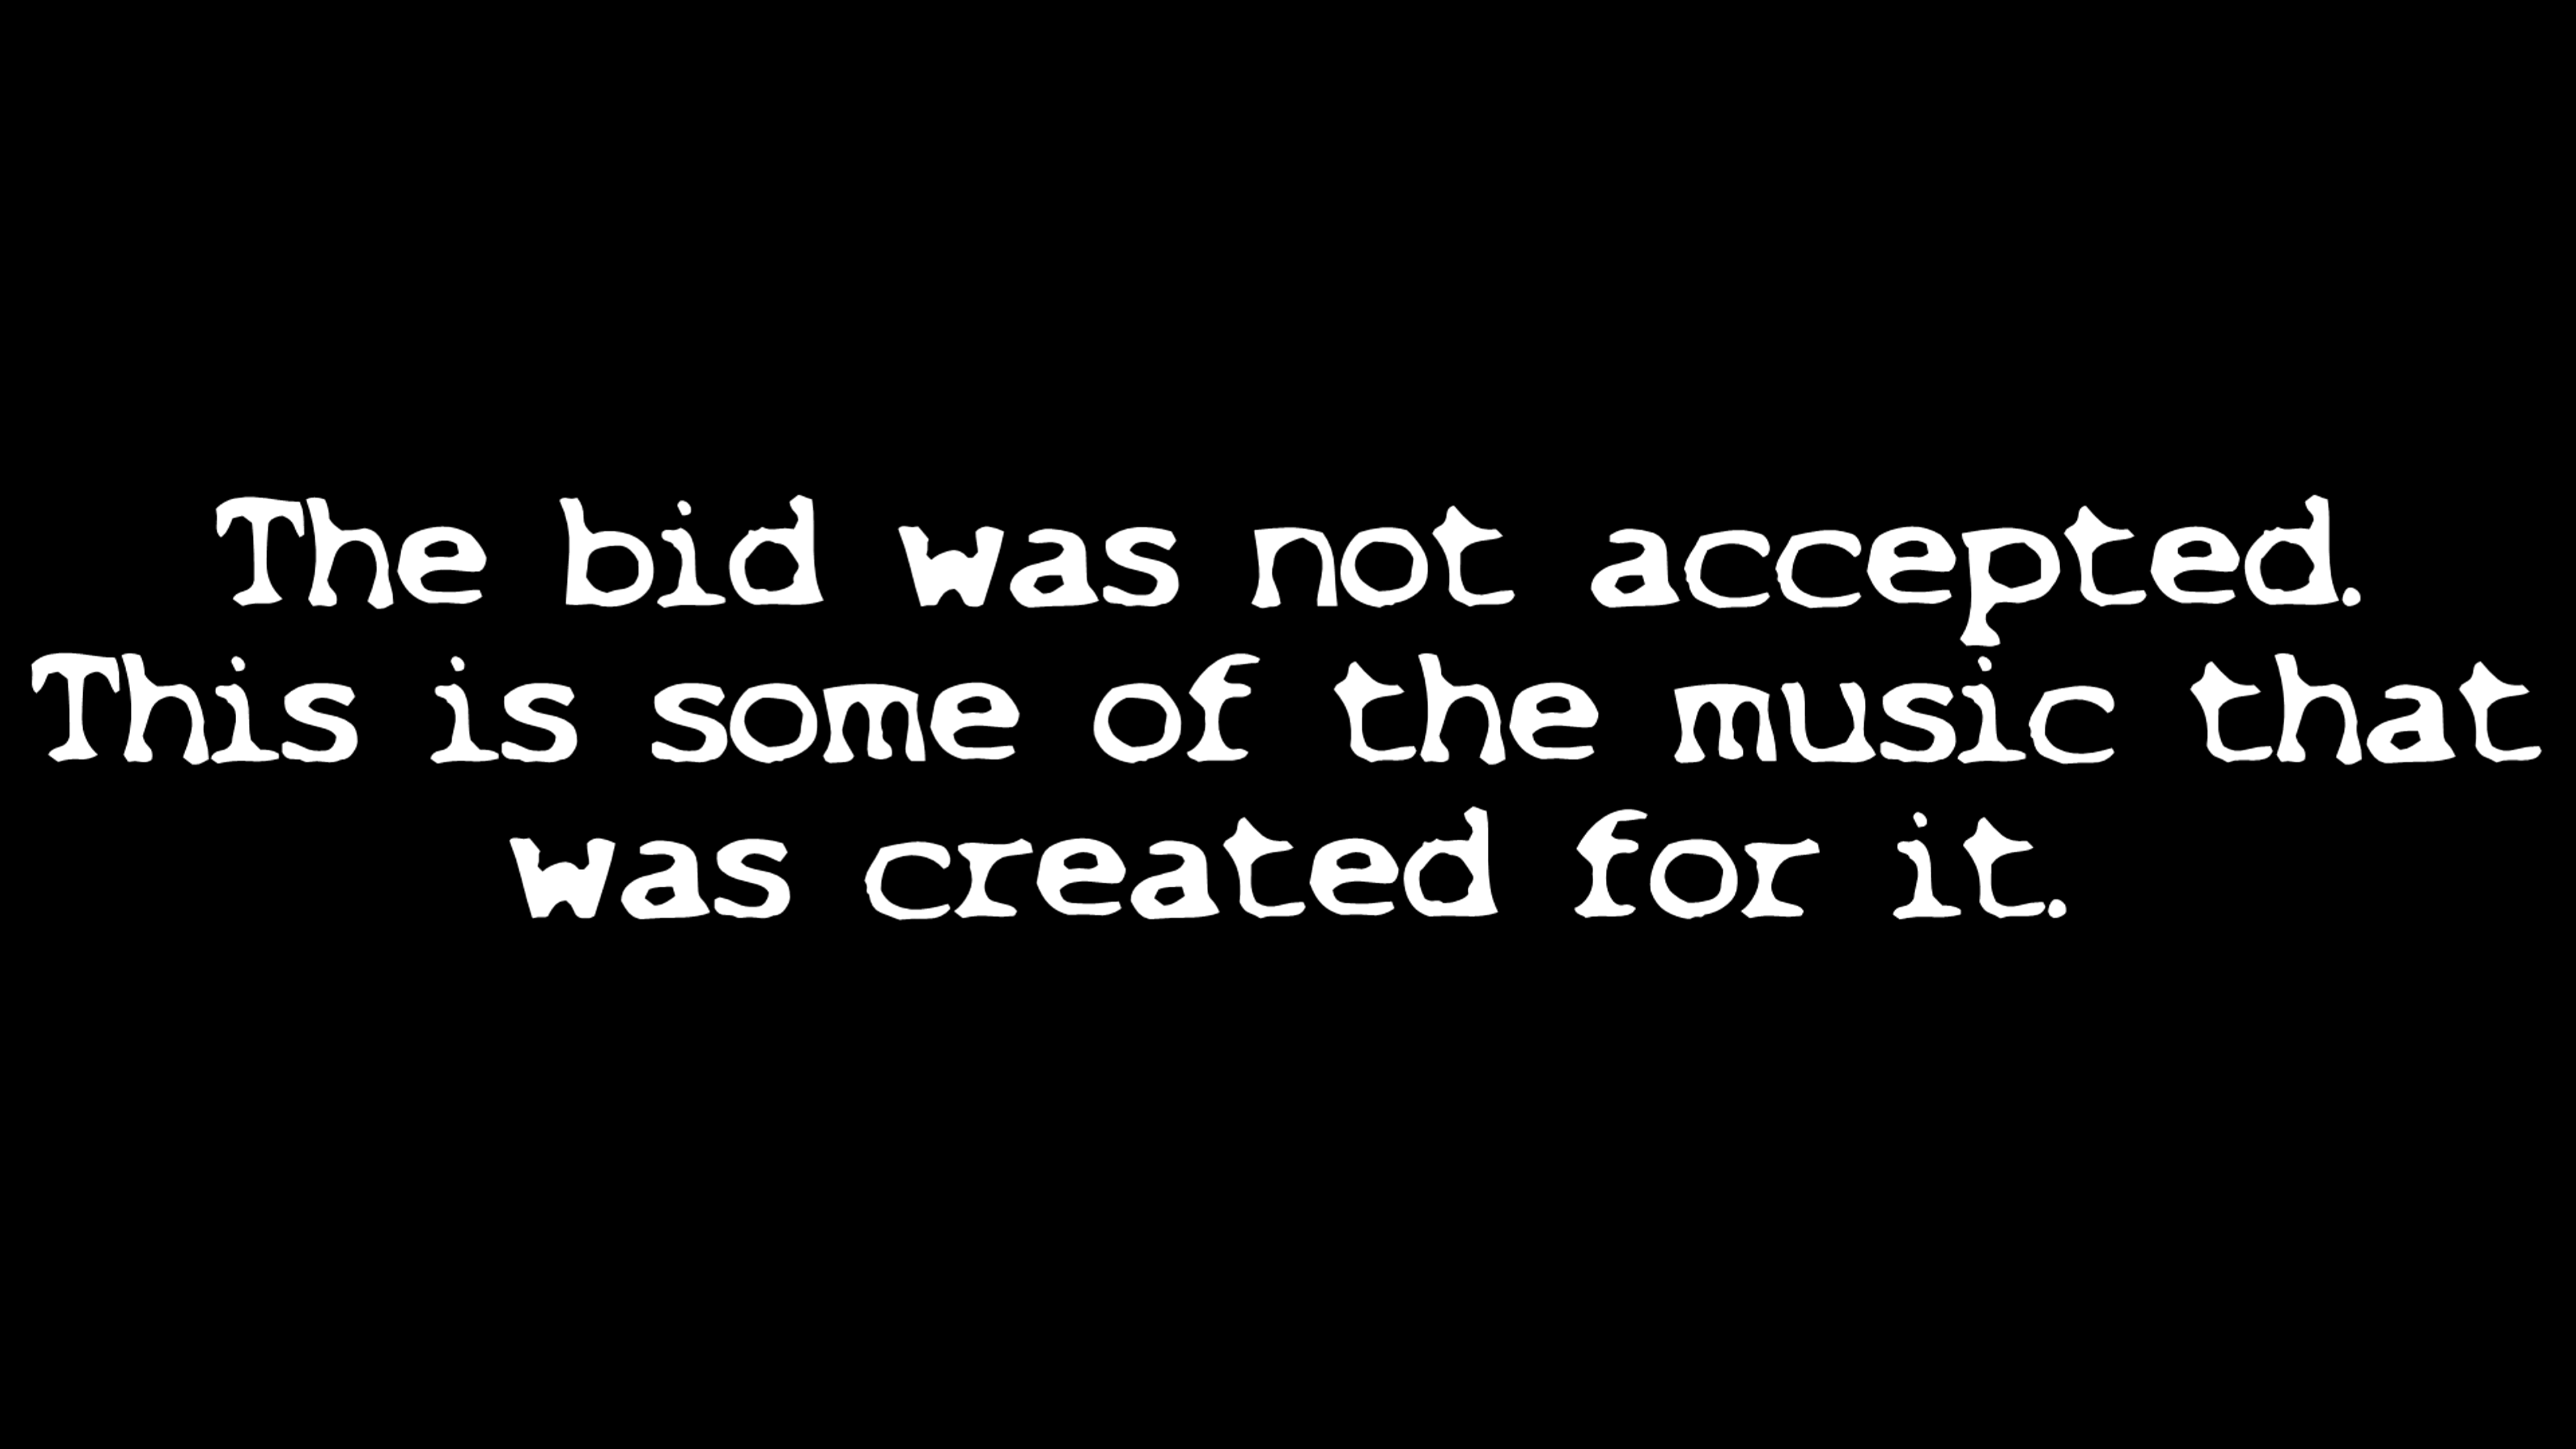 The bid was not accepted.
This is some of the music that
was created for it.